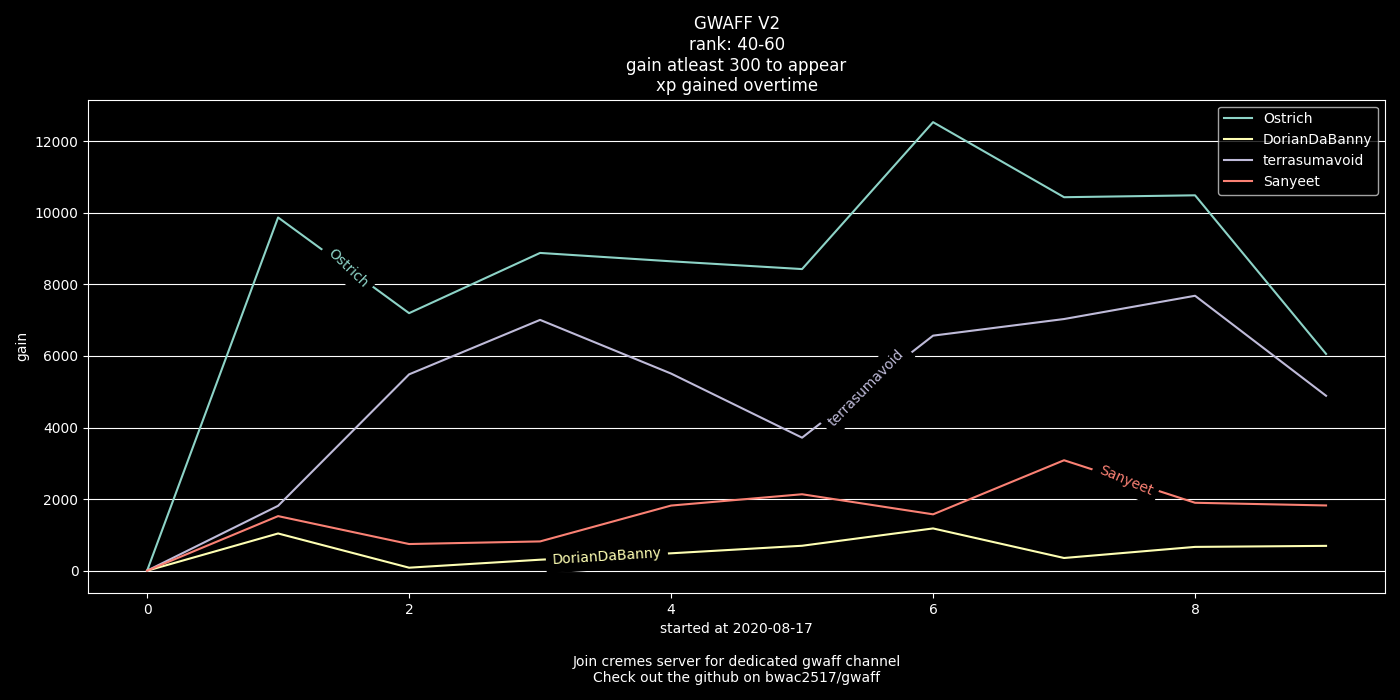 GWAFF V2
rank: 40-60
gain atleast 300 to appear
xp gained overtime
Ostrich
DorianDaBanny
terrasumavoid
Sanyeet
12000
10000
8000
6000
4000
2000
0
gain
Ostrich
terrasumavoid
Sanyeet
DorianDaBanny
0
2
4
6
8
started at 2020-08-17
Join cremes server for dedicated gwaff channel
Check out the github on bwac2517/gwaff